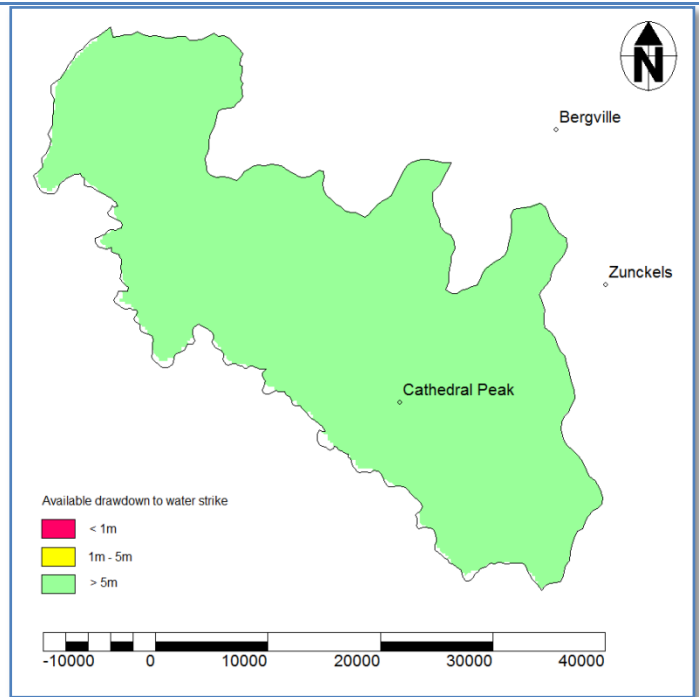 N
Bergville
Zunckels
Cathedral Peak
Available drawdown to water strike
< 1m
1m - 5m
> 5m
-10000 0 10000 20000 30000 40000